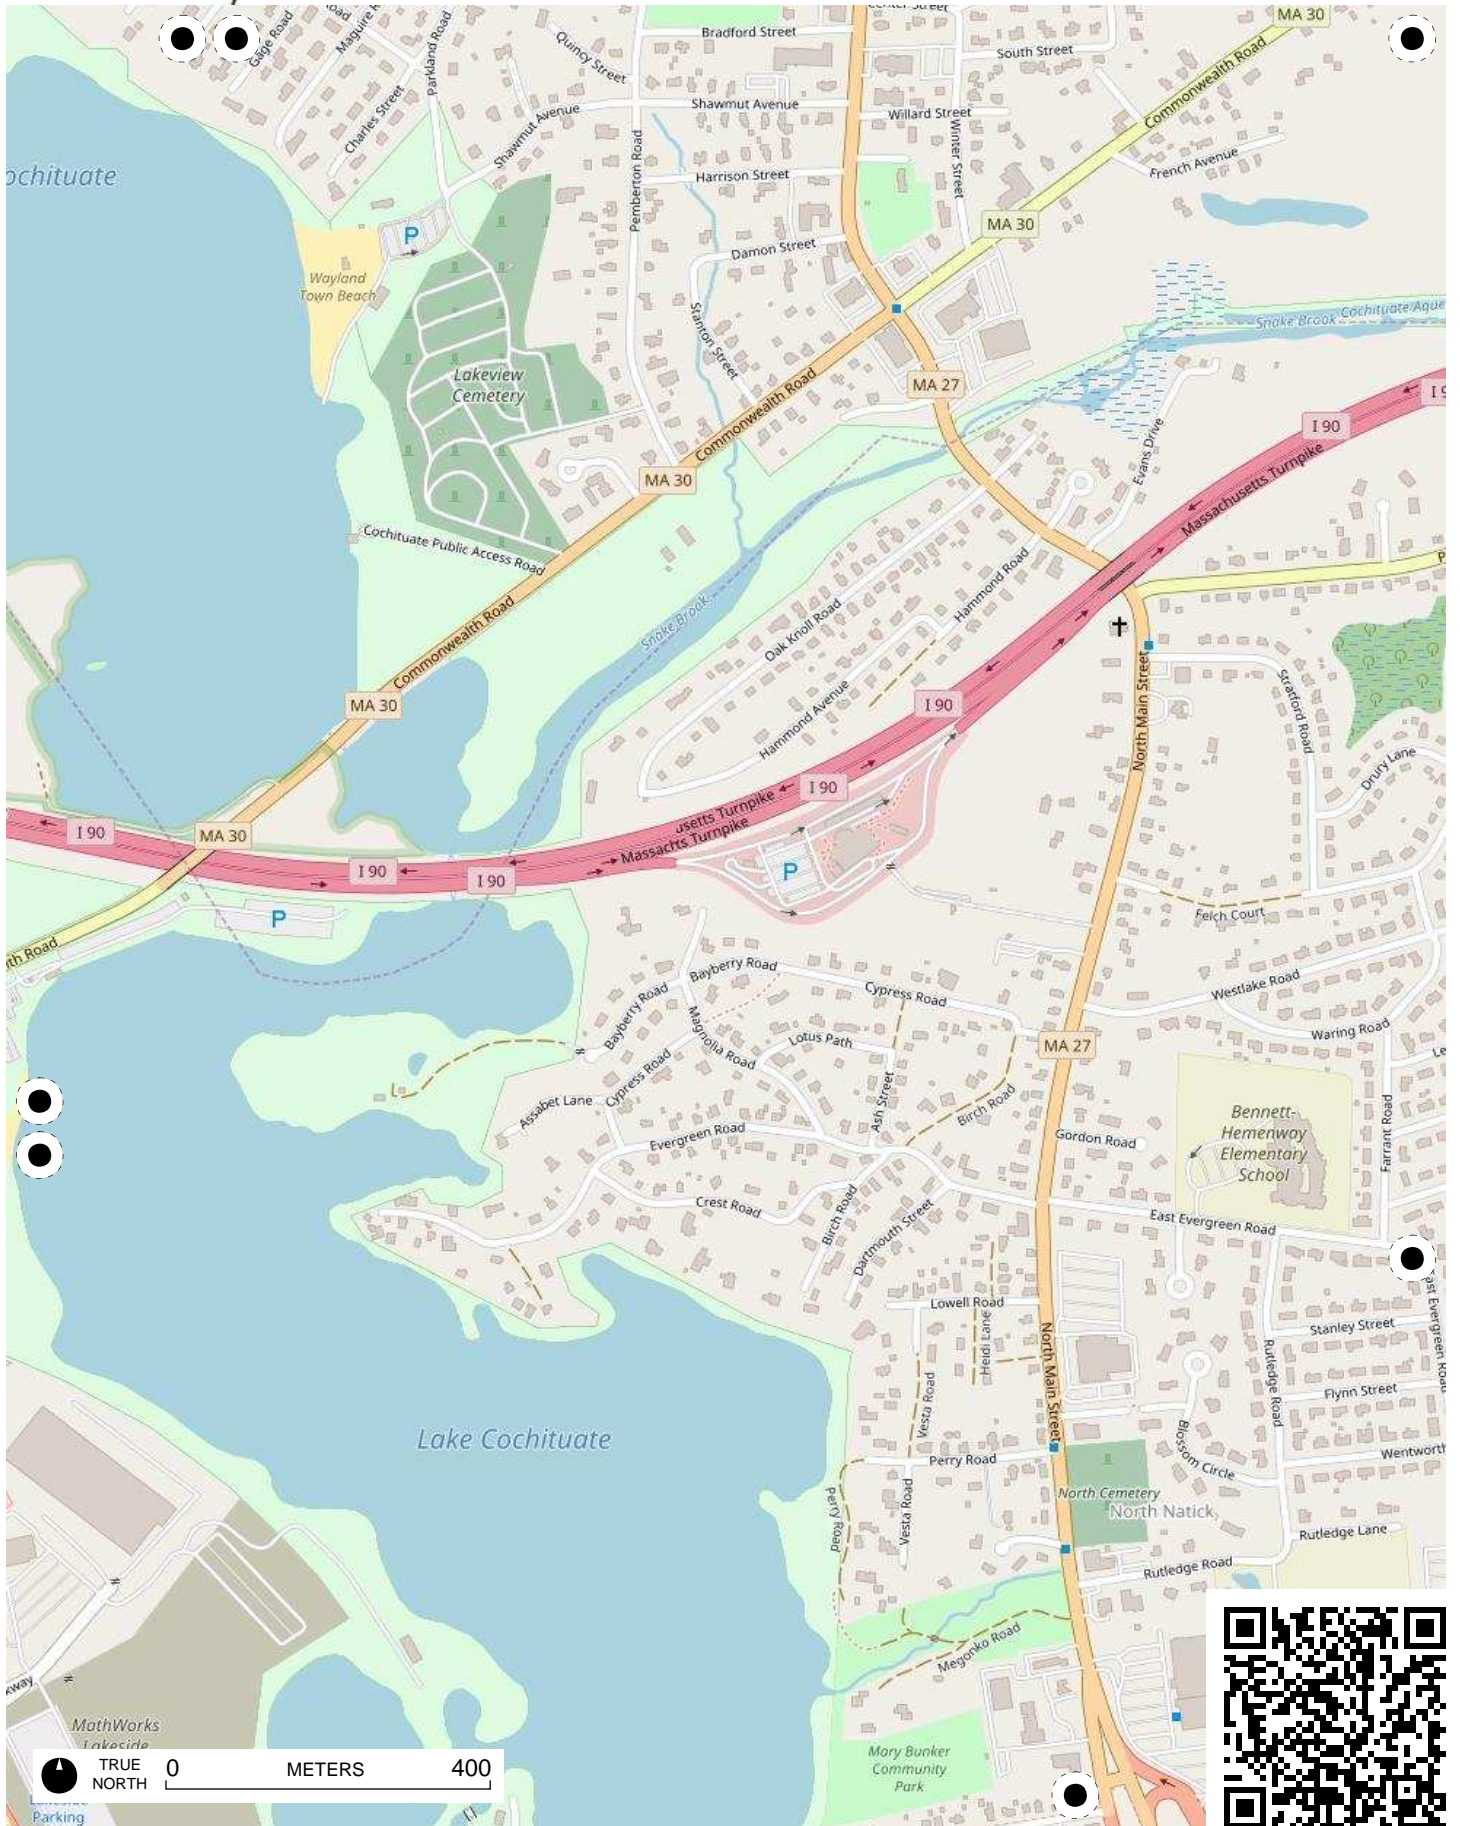 MA 30
Gage Road
Maguire R
Parkland Road
Quincy Street
Bradford Street
South Street
Commonwealth Road
Charles Street
Shawmut Avenue
Shawmut Avenue
Willard Street
Winter Street
Pemberton Road
Harrison Street
French Avenue
ochituate
P
MA 30
Damon Street
Wayland
Town Beach
Stanton Street
Snake Brook
Cochituate Aque
Lakeview
Cemetery
MA 27
Commonwealth Road
I 90
I 9
Evans Drive
MA 30
Massachusetts Turnpike
Cochituate Public Access Road
Hammond Road
Snake Brook
Oak Knoll Road
Commonwealth Road
MA 30
I 90
Hammond Avenue
North Main Street
Stratford Road
Drury Lane
I 90
usetts Turnpike
Massachts Turnpike
I 90
MA 30
I 90
I 90
P
P
Felch Court
th Road
Bayberry Road
Cypress Road
Westlake Road
Bayberry Road
Magnolia Road
Lotus Path
Waring Road
MA 27
Le
Cypress Road
Assabet Lane
Ash Street
Birch Road
Evergreen Road
Gordon Road
Bennett-
Hemenway
Elementary
School
Farrant Road
Crest Road
Birch Road
Dartmouth Street
East Evergreen Road
ast Evergreen Road
Lowell Road
Heidi Lane
North Main Street
Stanley Street
Rutledge Road
Vesta Road
Flynn Street
Lake Cochituate
Blossom Circle
Wentworth
Perry Road
Perry Road
Vesta Road
North Cemetery
North Natick
Rutledge Lane
Rutledge Road
Megonko Road
kway
MathWorks
Lakeside
Mary Bunker
Community
Park
TRUE
NORTH
0
METERS
400
Parking